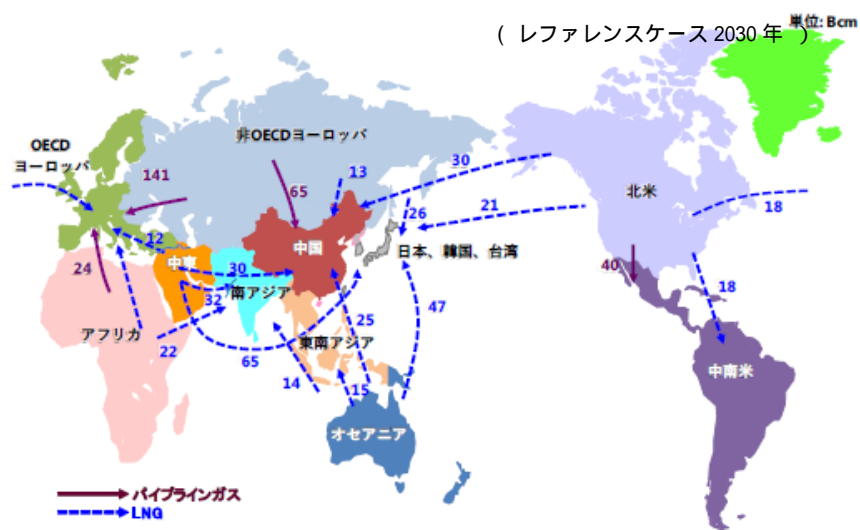 ( レファレンスケース 2030 年 )
単位: Bcm
OECD
ヨーロッパ
非OECDヨーロッパ
141
65
13
30
26
21
北米
18
中国
日本、韓国、台湾
12
中東
30
24
32
南アジア
40
18
アフリカ
22
65
25
47
東南アジア
14
15
中南米
オセアニア
パイプラインガス
LNG